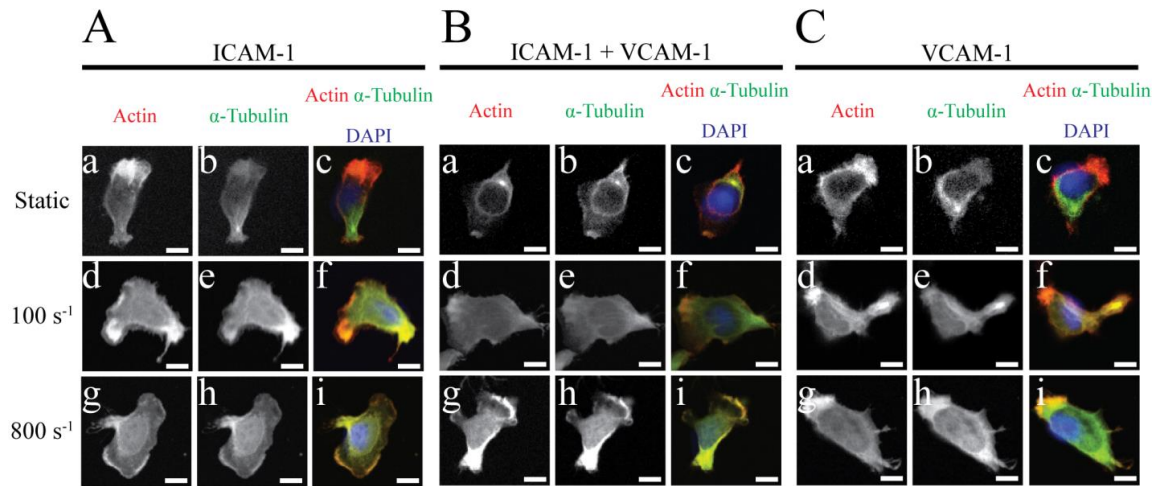 A B C
ICAM-1 ICAM-1 + VCAM-1 VCAM-1
Actin α-Tubulin Actin α-Tubulin DAPI Actin α-Tubulin Actin α-Tubulin DAPI Actin α-Tubulin Actin α-Tubulin DAPI
Static a b c a b c a b c
100 s⁻¹ d e f d e f d e f
800 s⁻¹ g h i g h i g h i